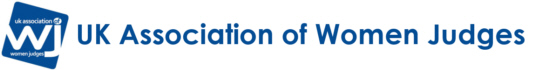 uk association of
WJ
women judges
UK Association of Women Judges